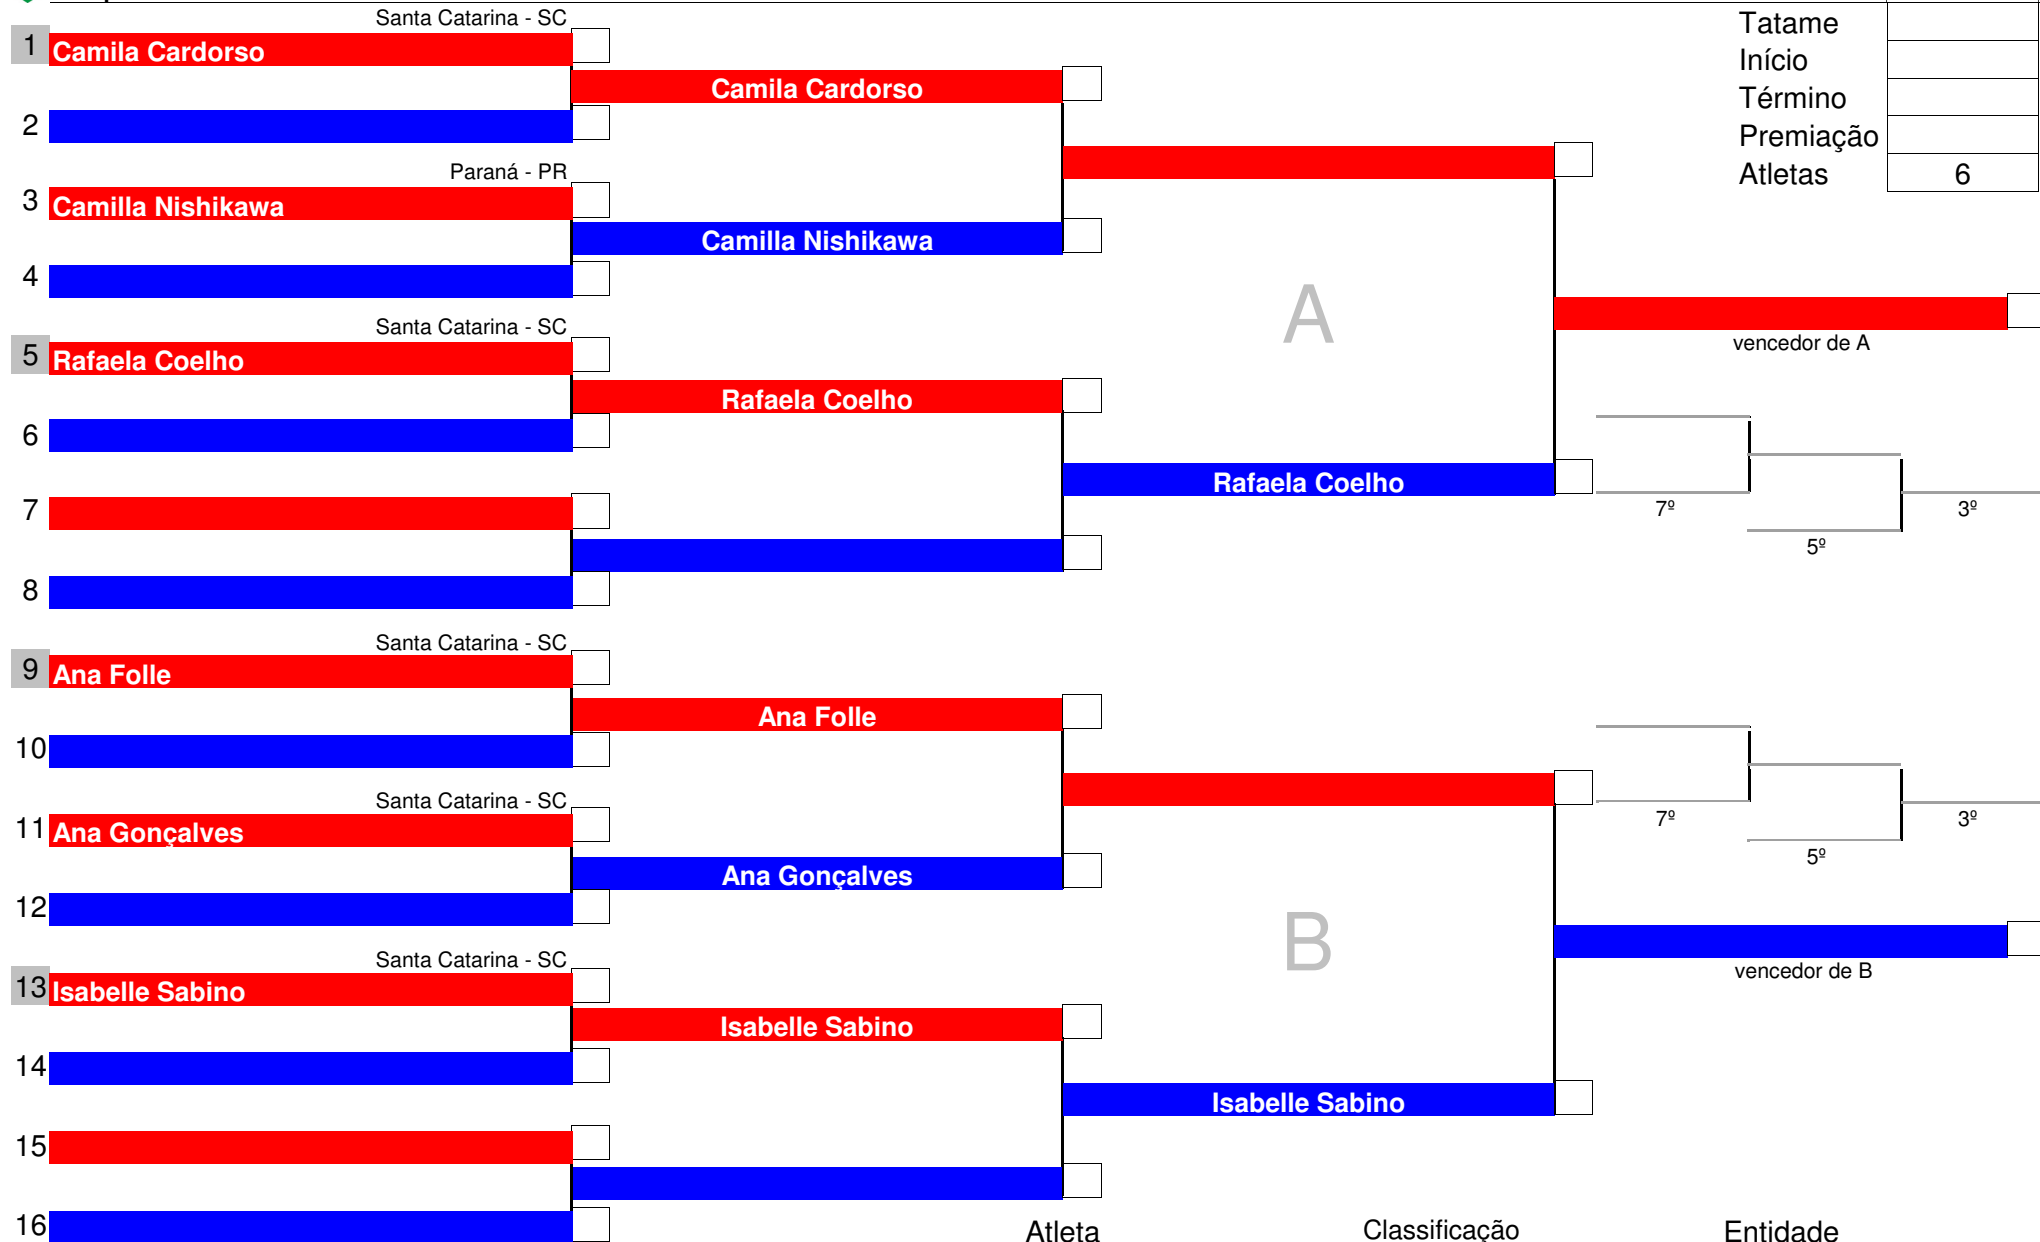 Santa Catarina - SC
Tatame
1 Camila Cardorso
Início
Camila Cardorso
Término
2
Premiação
Paraná - PR
Atletas 6
3 Camilla Nishikawa
Camilla Nishikawa
4
A
Santa Catarina - SC
vencedor de A
5 Rafaela Coelho
Rafaela Coelho
6
Rafaela Coelho
7
7º 3º
5º
8
Santa Catarina - SC
9 Ana Folle
Ana Folle
10
Santa Catarina - SC
7º 3º
11 Ana Gonçalves
5º
Ana Gonçalves
12
B
Santa Catarina - SC
vencedor de B
13 Isabelle Sabino
Isabelle Sabino
14
Isabelle Sabino
15
16
Atleta Classificação Entidade